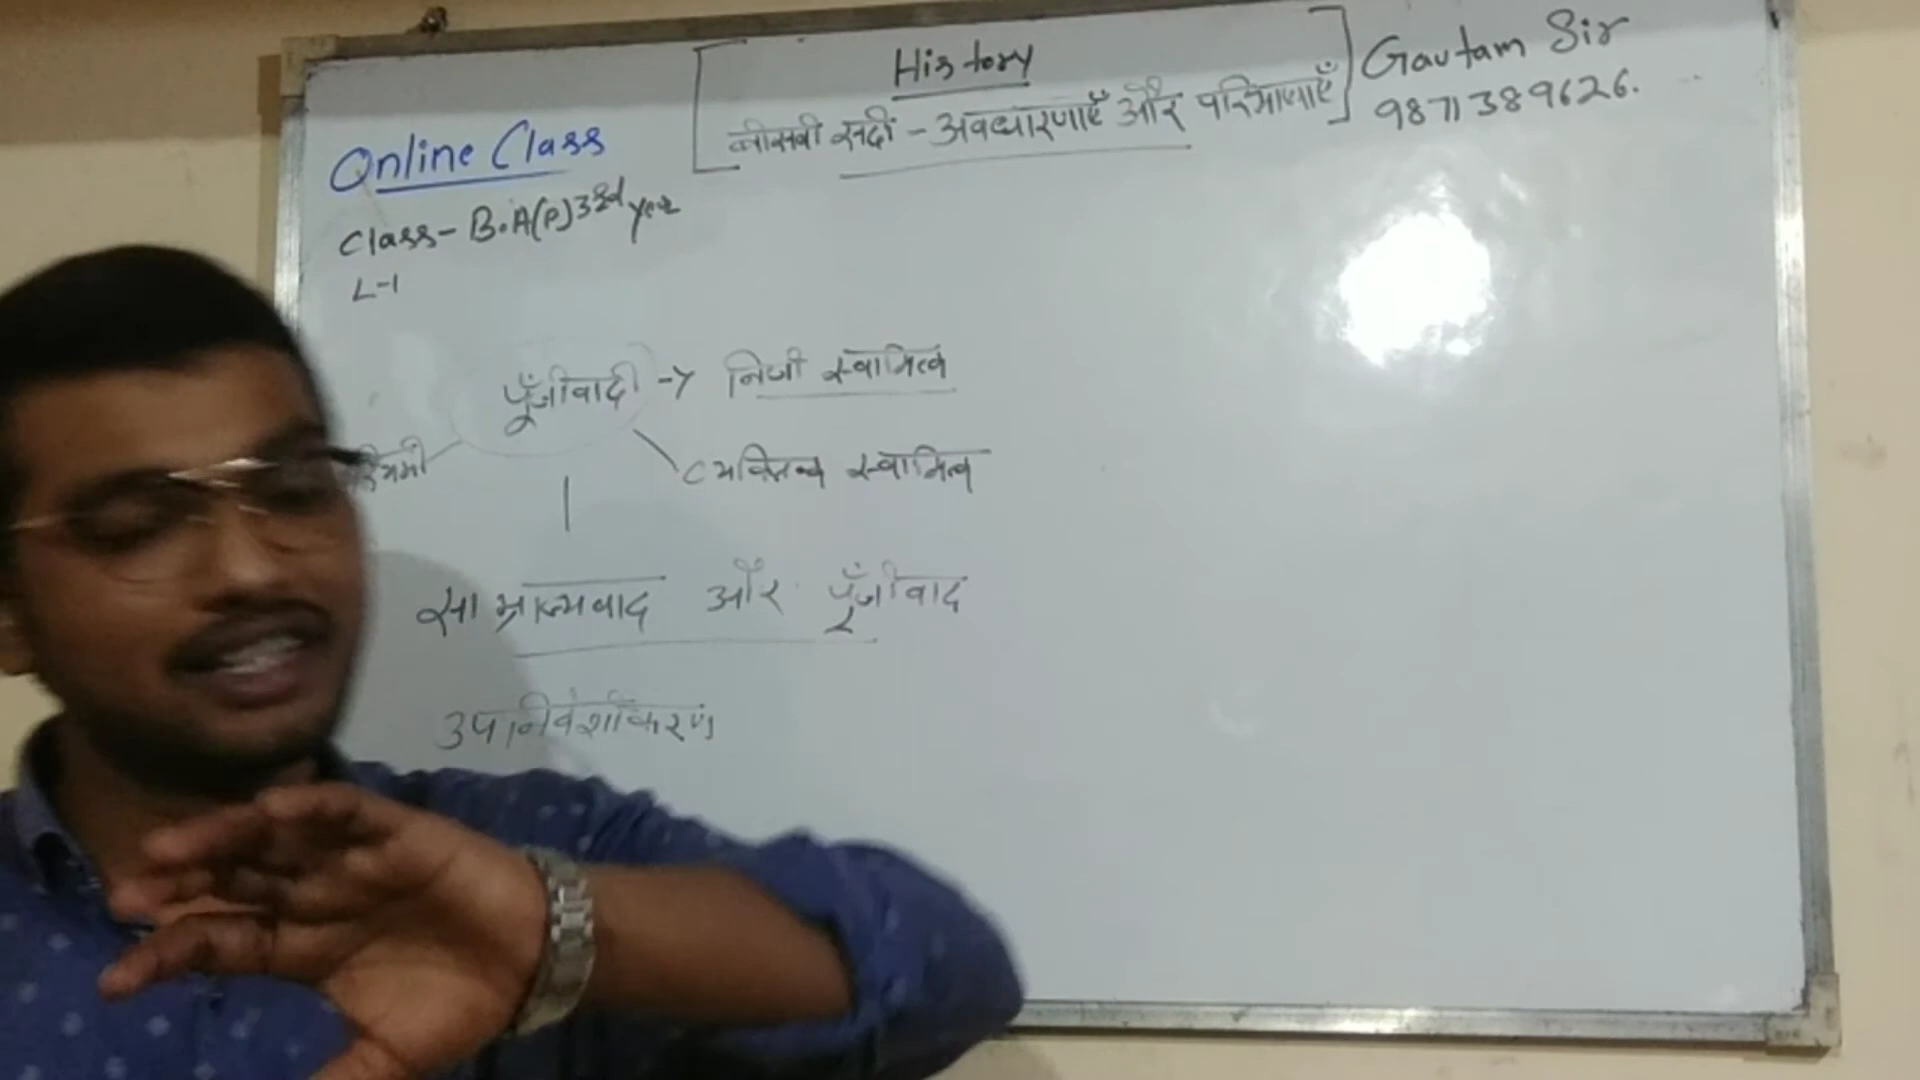 History
बीसवी सदी - अवधारणाएँ और परिभाषाएँ
Gautam Sir
9871389626.
Online Class
Class - B.A(P) 3rd year
L-1
पूँजीवादी -> निजी स्वामित्व
व्यक्तित्व स्वामित्व
साम्राज्यवाद और पूँजीवाद
उपनिवेशीकरण